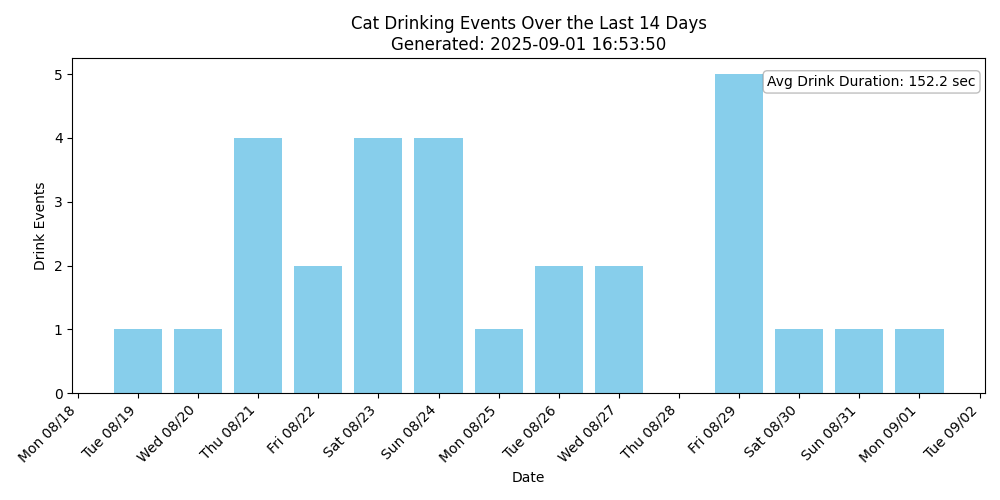 Cat Drinking Events Over the Last 14 Days
Generated: 2025-09-01 16:53:50
Avg Drink Duration: 152.2 sec
Drink Events
5
4
3
2
1
0
Mon 08/18
Tue 08/19
Wed 08/20
Thu 08/21
Fri 08/22
Sat 08/23
Sun 08/24
Mon 08/25
Tue 08/26
Wed 08/27
Thu 08/28
Fri 08/29
Sat 08/30
Sun 08/31
Mon 09/01
Tue 09/02
Date